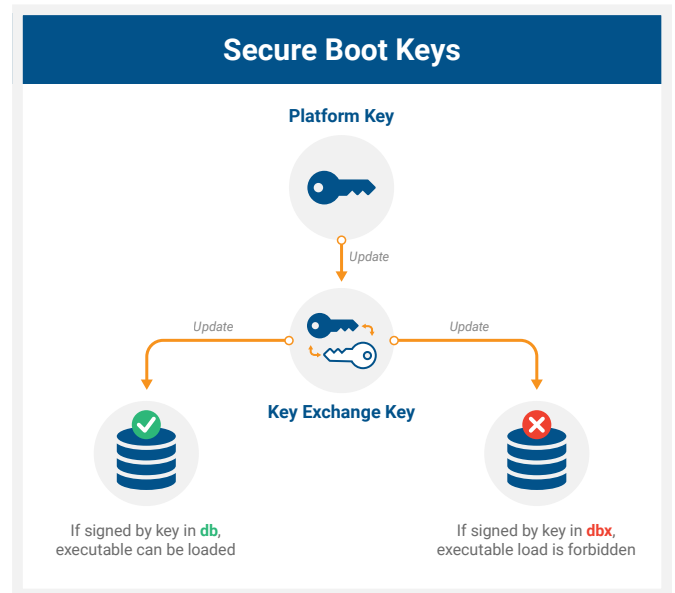 Secure Boot Keys
Platform Key
Update
Update
Update
Key Exchange Key
If signed by key in db,
executable can be loaded
If signed by key in dbx,
executable load is forbidden